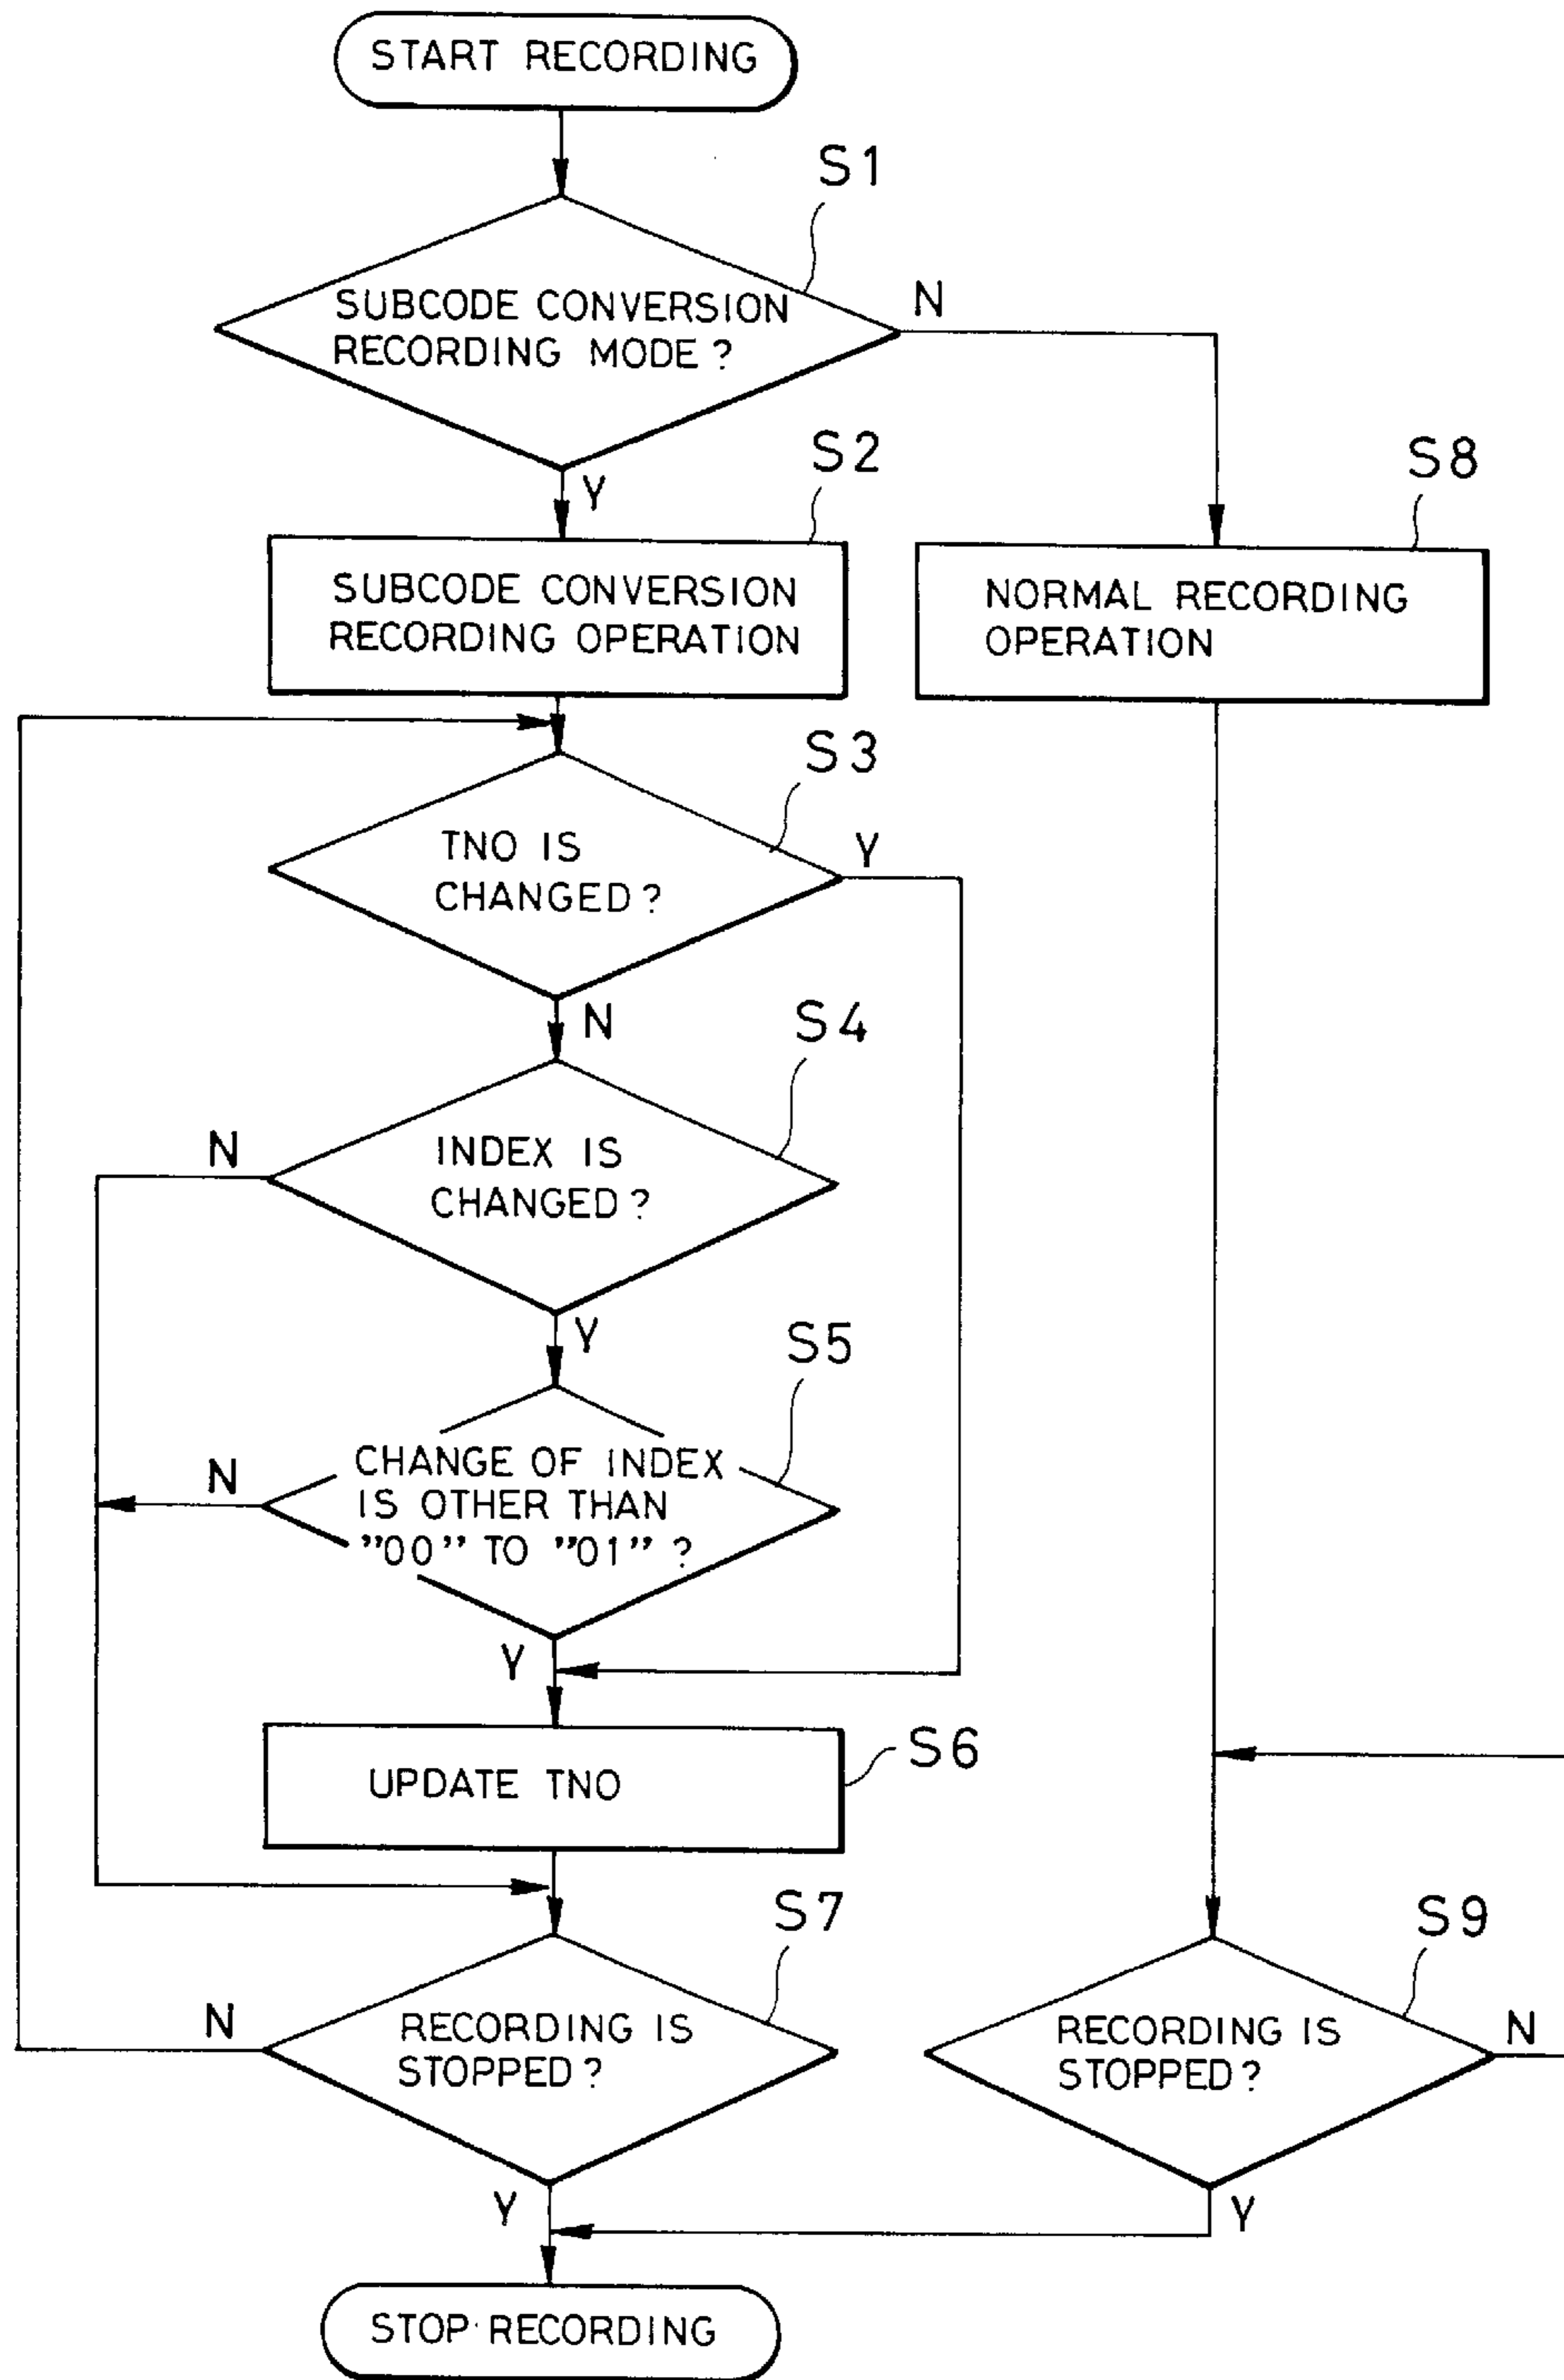 START RECORDING
S1
SUBCODE CONVERSION
RECORDING MODE ?
N
Y
S2
SUBCODE CONVERSION
RECORDING OPERATION
S8
NORMAL RECORDING
OPERATION
S3
TNO IS
CHANGED ?
Y
N
S4
INDEX IS
CHANGED ?
N
Y
S5
CHANGE OF INDEX
IS OTHER THAN
"00" TO "01" ?
N
Y
S6
UPDATE TNO
S7
RECORDING IS
STOPPED ?
N
Y
S9
RECORDING IS
STOPPED ?
N
Y
STOP RECORDING